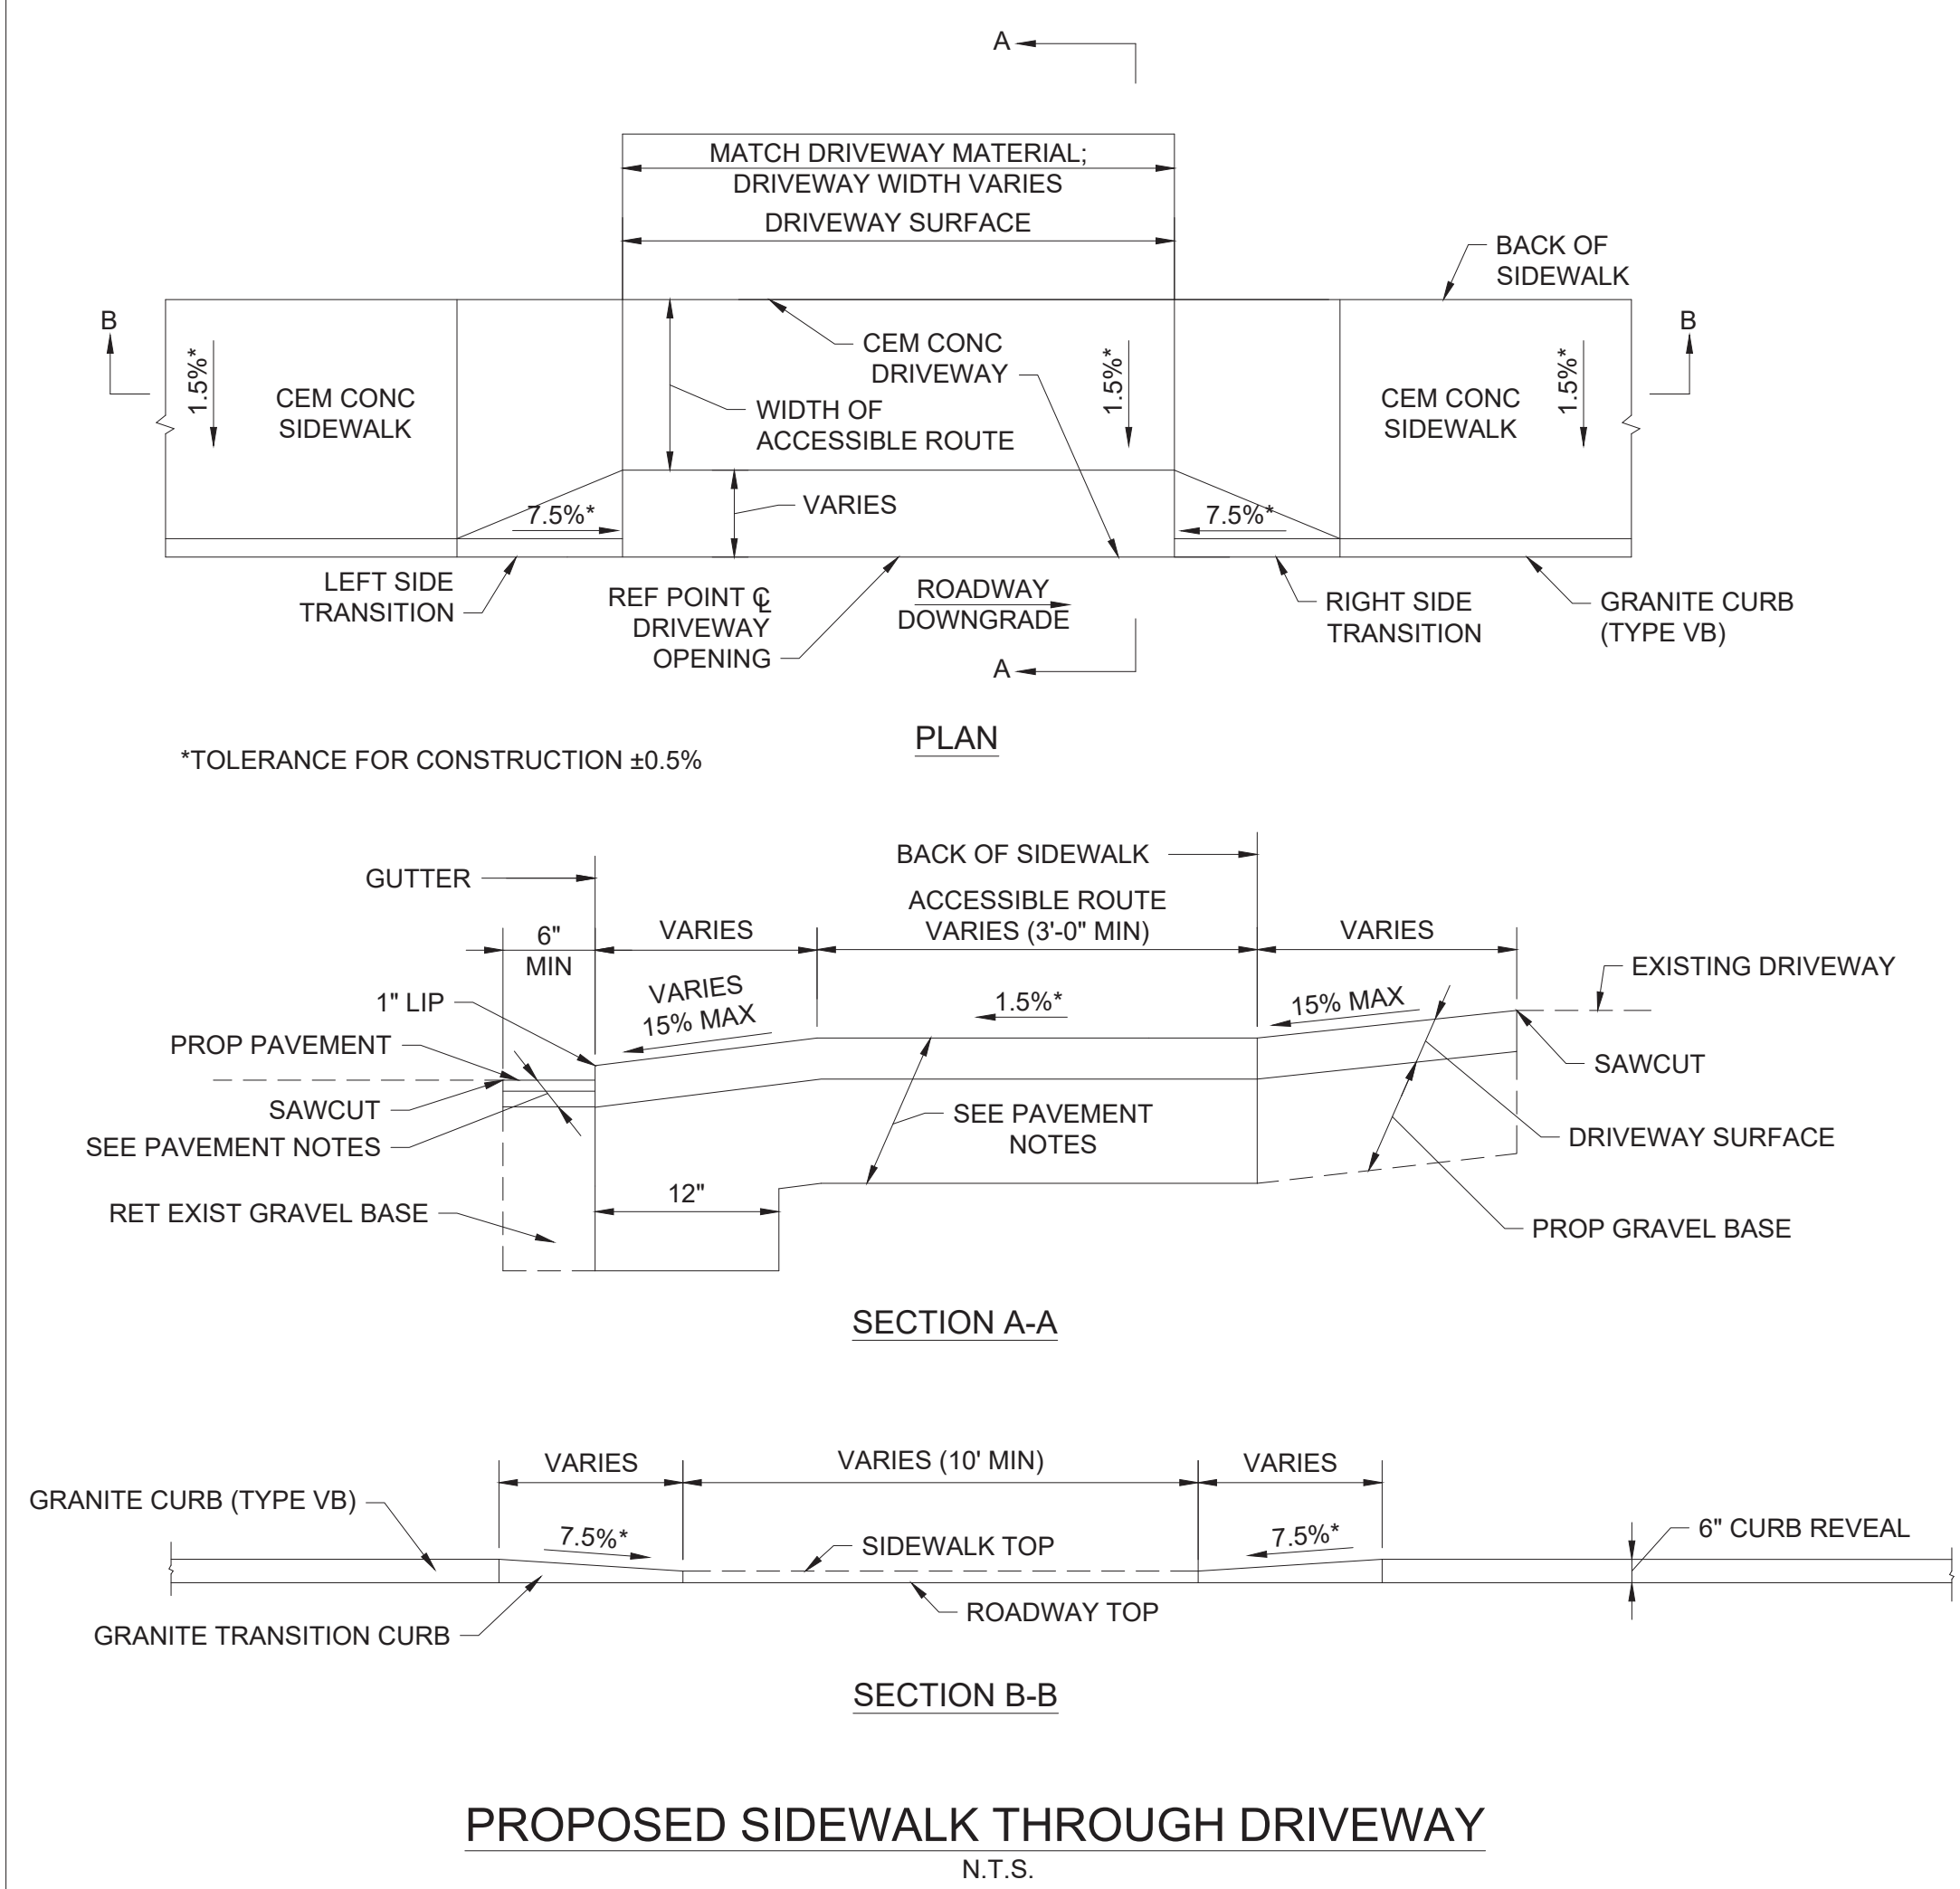 A
MATCH DRIVEWAY MATERIAL;
DRIVEWAY WIDTH VARIES
DRIVEWAY SURFACE
BACK OF
SIDEWALK
B
B
1.5%*
CEM CONC
SIDEWALK
CEM CONC
DRIVEWAY
WIDTH OF
ACCESSIBLE ROUTE
1.5%*
CEM CONC
SIDEWALK
1.5%*
7.5%*
VARIES
7.5%*
LEFT SIDE
TRANSITION
REF POINT ℄
DRIVEWAY
OPENING
ROADWAY
DOWNGRADE
RIGHT SIDE
TRANSITION
GRANITE CURB
(TYPE VB)
A
PLAN
*TOLERANCE FOR CONSTRUCTION ±0.5%
BACK OF SIDEWALK
GUTTER
6"
MIN
VARIES
ACCESSIBLE ROUTE
VARIES (3'-0" MIN)
VARIES
EXISTING DRIVEWAY
1" LIP
VARIES
15% MAX
1.5%*
15% MAX
PROP PAVEMENT
SAWCUT
SAWCUT
SEE PAVEMENT NOTES
SEE PAVEMENT
NOTES
DRIVEWAY SURFACE
12"
RET EXIST GRAVEL BASE
PROP GRAVEL BASE
SECTION A-A
VARIES
VARIES (10' MIN)
VARIES
GRANITE CURB (TYPE VB)
7.5%*
SIDEWALK TOP
7.5%*
6" CURB REVEAL
ROADWAY TOP
GRANITE TRANSITION CURB
SECTION B-B
PROPOSED SIDEWALK THROUGH DRIVEWAY
N.T.S.